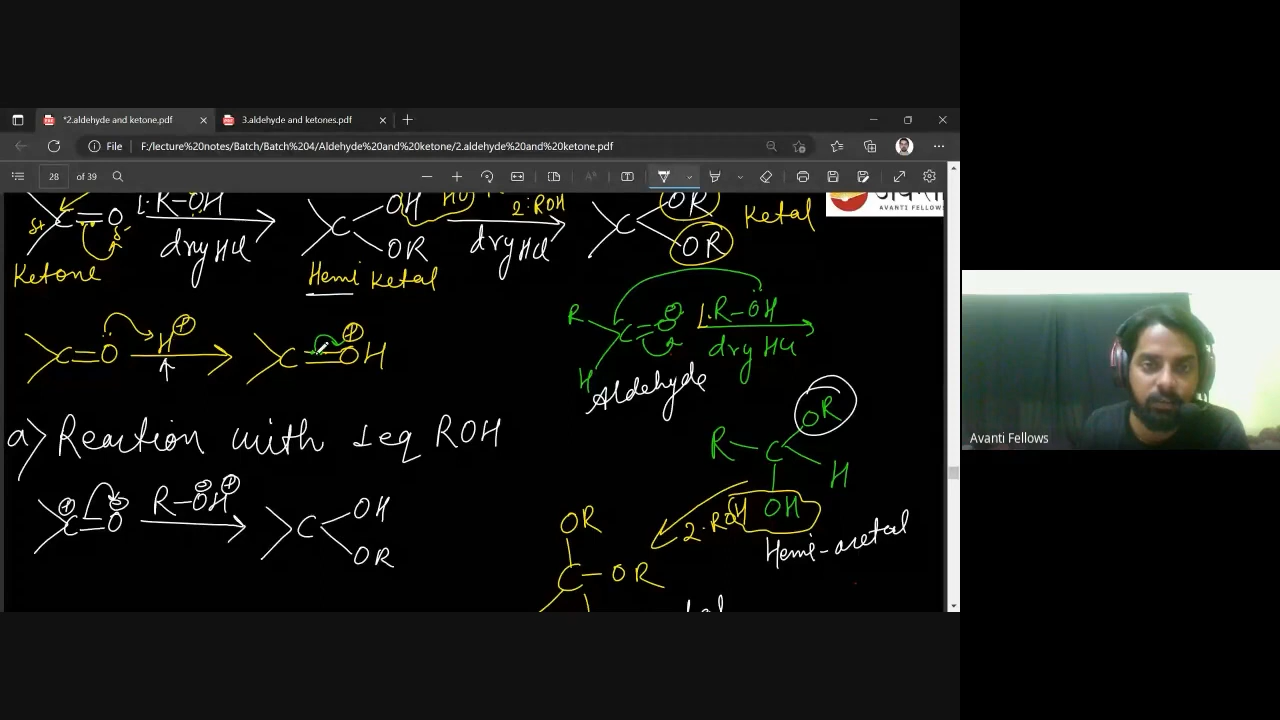 *2.aldehyde and ketone.pdf
3.aldehyde and ketones.pdf
File
F:/lecture%20notes/Batch/Batch%204/Aldehyde%20and%20ketone/2.aldehyde%20and%20ketone.pdf
28 of 39
AVANTI FELLOWS
δ+ C=O δ-
1. R-OH
dry HCl
Ketone
C OH OR
Hemi Ketal
2. ROH
dry HCl
C OR OR
Ketal
C=O H⊕
C=OH ⊕
R C=O H
1. R-OH
dry HCl
Aldehyde
R-C OR H OH
Hemi-acetal
2. ROH
OR
C-OR
a) Reaction with 1eq ROH
C=O ⊕ ⊖
R-OH ⊖ ⊕
C OH OR
Avanti Fellows